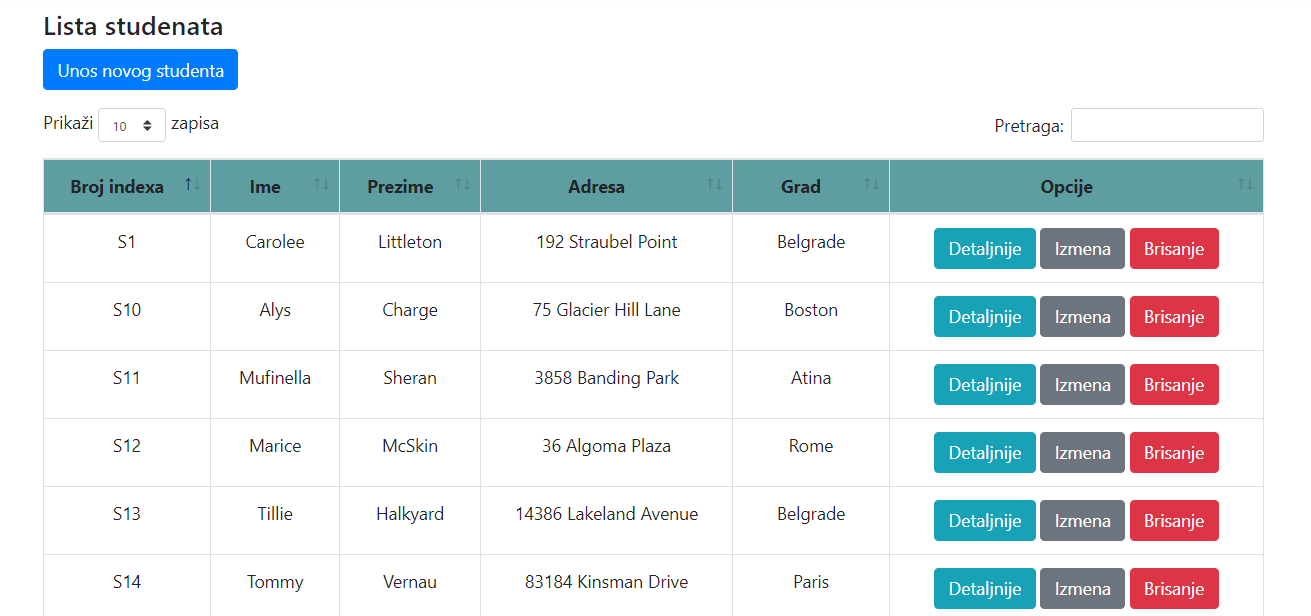 Lista studenata
Unos novog studenta
Prikaži 10 zapisa
Pretraga:
Broj indexa Ime Prezime Adresa Grad Opcije
S1 Carolee Littleton 192 Straubel Point Belgrade Detaljnije Izmena Brisanje
S10 Alys Charge 75 Glacier Hill Lane Boston Detaljnije Izmena Brisanje
S11 Mufinella Sheran 3858 Banding Park Atina Detaljnije Izmena Brisanje
S12 Marice McSkin 36 Algoma Plaza Rome Detaljnije Izmena Brisanje
S13 Tillie Halkyard 14386 Lakeland Avenue Belgrade Detaljnije Izmena Brisanje
S14 Tommy Vernau 83184 Kinsman Drive Paris Detaljnije Izmena Brisanje